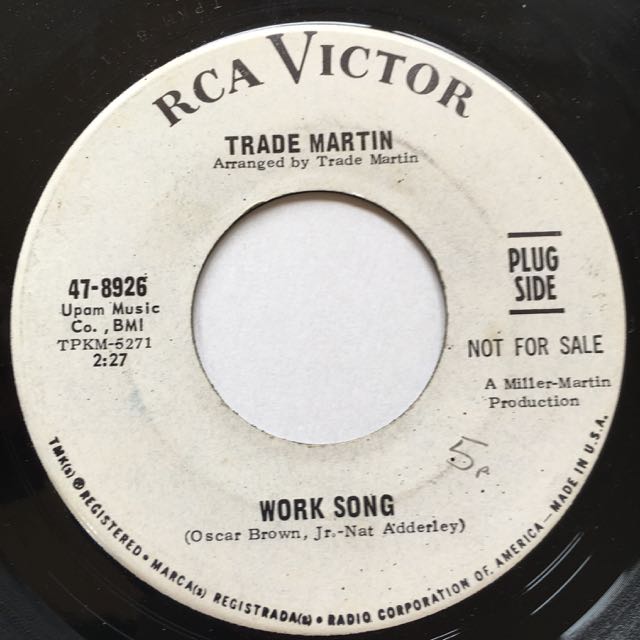 RCA VICTOR
TRADE MARTIN
Arranged by Trade Martin
47-8926
Upam Music
Co., BMI
TPKM-5271
2:27
PLUG
SIDE
NOT FOR SALE
A Miller-Martin
Production
5
WORK SONG
(Oscar Brown, Jr.-Nat Adderley)
TMK(s) ® REGISTERED • MARCA(s) REGISTRADA(s) • RADIO CORPORATION OF AMERICA—MADE IN U.S.A.